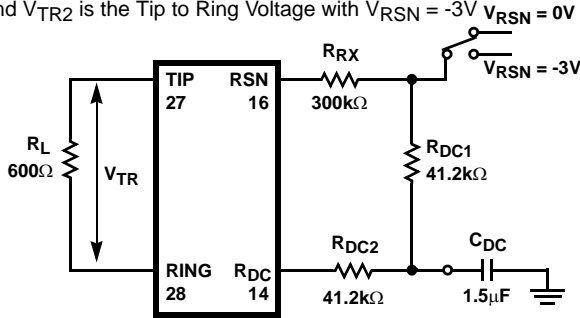 nd V_TR2 is the Tip to Ring Voltage with V_RSN = -3V
V_RSN = 0V
V_RSN = -3V
R_RX
300kΩ
TIP
27
RSN
16
R_L
600Ω
V_TR
R_DC1
41.2kΩ
RING
28
R_DC
14
R_DC2
41.2kΩ
C_DC
1.5μF